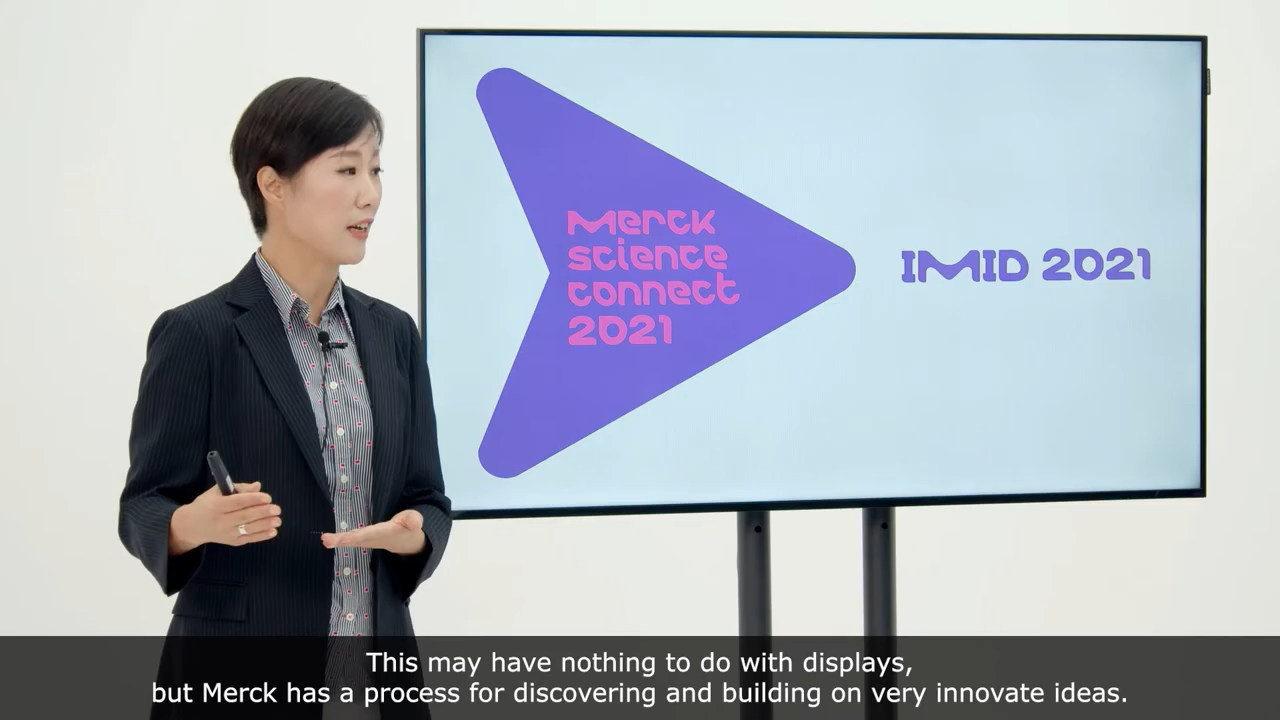 Merck
science
connect
2021
IMID 2021
This may have nothing to do with displays,
but Merck has a process for discovering and building on very innovate ideas.